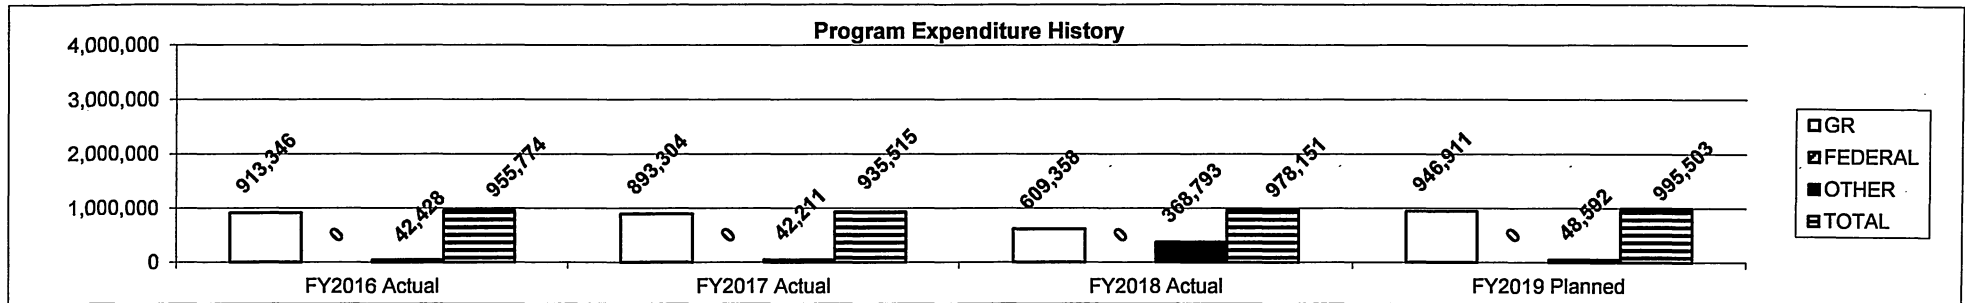 Program Expenditure History
4,000,000
3,000,000
2,000,000
1,000,000
0
913,346
0
42,428
955,774
893,304
0
42,211
935,515
609,358
0
368,793
978,151
946,911
0
48,592
995,503
FY2016 Actual
FY2017 Actual
FY2018 Actual
FY2019 Planned
GR
FEDERAL
OTHER
TOTAL